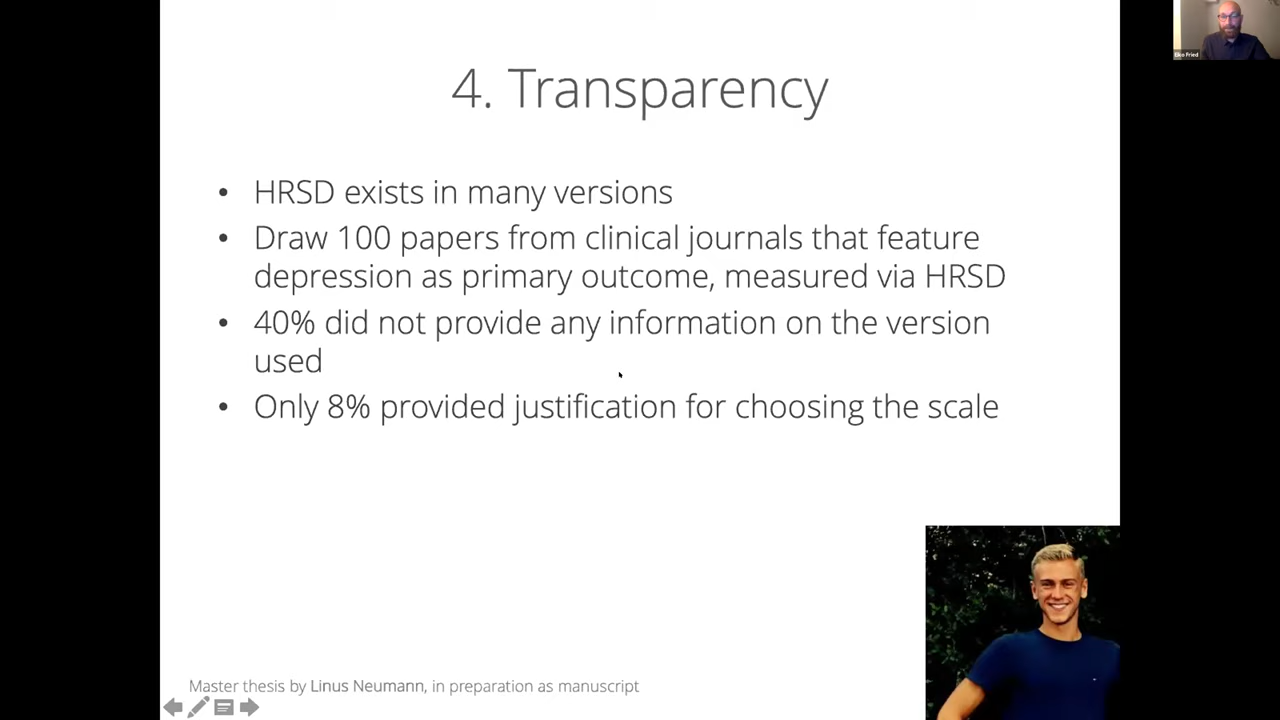 4. Transparency
• HRSD exists in many versions
• Draw 100 papers from clinical journals that feature
depression as primary outcome, measured via HRSD
• 40% did not provide any information on the version
used
• Only 8% provided justification for choosing the scale
Master thesis by Linus Neumann, in preparation as manuscript
Eiko Fried